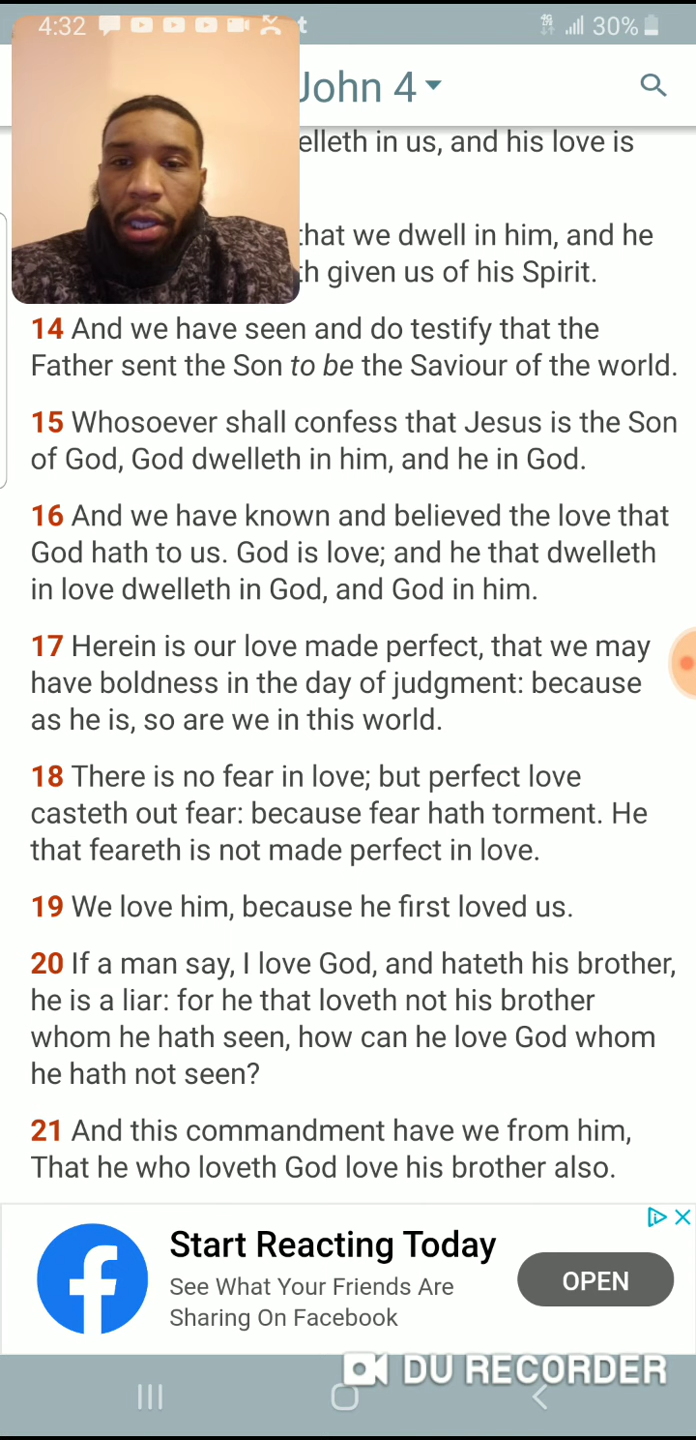 4:32 t 30%
John 4
elleth in us, and his love is
that we dwell in him, and he
th given us of his Spirit.
14 And we have seen and do testify that the
Father sent the Son to be the Saviour of the world.
15 Whosoever shall confess that Jesus is the Son
of God, God dwelleth in him, and he in God.
16 And we have known and believed the love that
God hath to us. God is love; and he that dwelleth
in love dwelleth in God, and God in him.
17 Herein is our love made perfect, that we may
have boldness in the day of judgment: because
as he is, so are we in this world.
18 There is no fear in love; but perfect love
casteth out fear: because fear hath torment. He
that feareth is not made perfect in love.
19 We love him, because he first loved us.
20 If a man say, I love God, and hateth his brother,
he is a liar: for he that loveth not his brother
whom he hath seen, how can he love God whom
he hath not seen?
21 And this commandment have we from him,
That he who loveth God love his brother also.
Start Reacting Today
See What Your Friends Are
Sharing On Facebook
OPEN
DU RECORDER